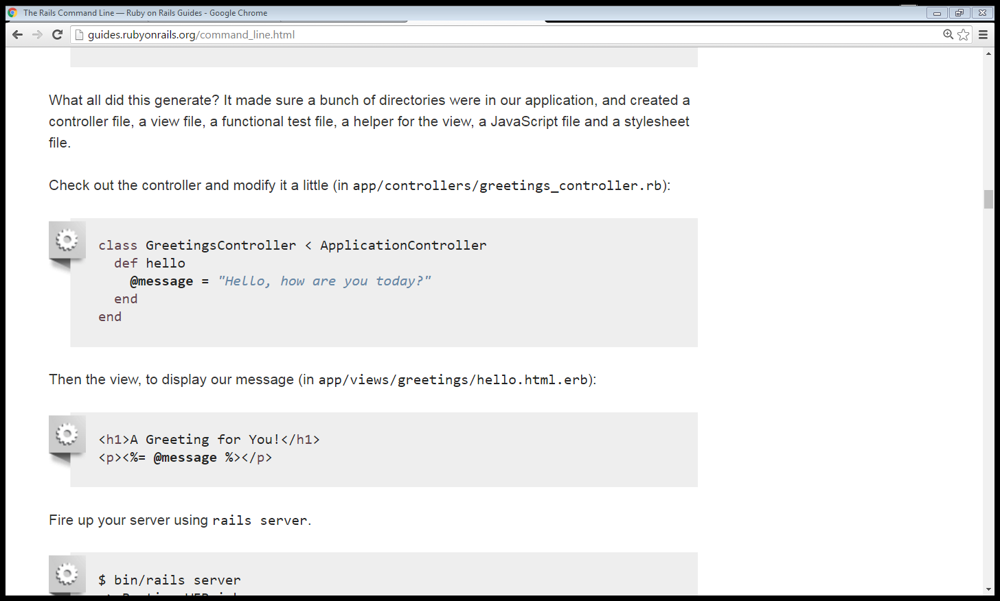 The Rails Command Line — Ruby on Rails Guides - Google Chrome
guides.rubyonrails.org/command_line.html
What all did this generate? It made sure a bunch of directories were in our application, and created a
controller file, a view file, a functional test file, a helper for the view, a JavaScript file and a stylesheet
file.
Check out the controller and modify it a little (in app/controllers/greetings_controller.rb):
class GreetingsController < ApplicationController
  def hello
    @message = "Hello, how are you today?"
  end
end
Then the view, to display our message (in app/views/greetings/hello.html.erb):
<h1>A Greeting for You!</h1>
<p><%= @message %></p>
Fire up your server using rails server.
$ bin/rails server